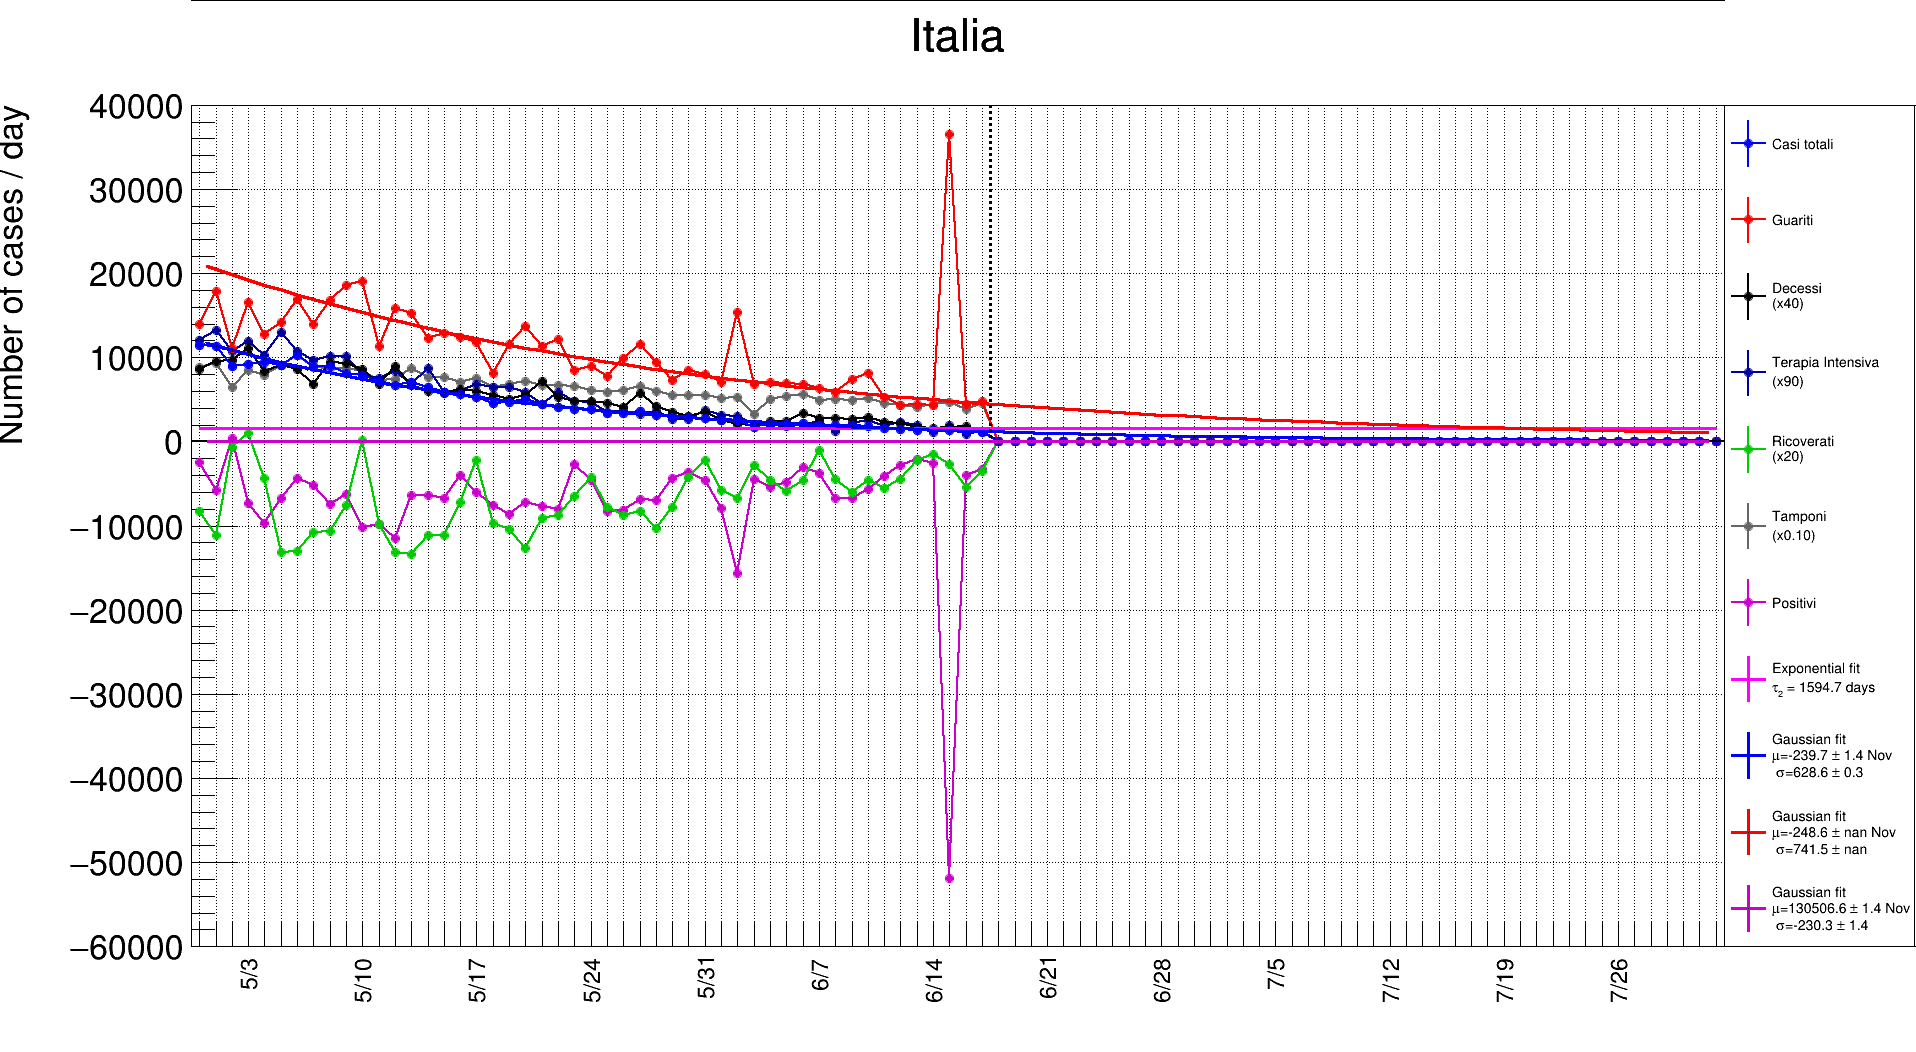 Italia
Number of cases / day
40000
30000
20000
10000
0
−10000
−20000
−30000
−40000
−50000
−60000
5/3
5/10
5/17
5/24
5/31
6/7
6/14
6/21
6/28
7/5
7/12
7/19
7/26
Casi totali
Guariti
Decessi
(x40)
Terapia Intensiva
(x90)
Ricoverati
(x20)
Tamponi
(x0.10)
Positivi
Exponential fit
τ2 = 1594.7 days
Gaussian fit
μ=-239.7 ± 1.4 Nov
σ=628.6 ± 0.3
Gaussian fit
μ=-248.6 ± nan Nov
σ=741.5 ± nan
Gaussian fit
μ=130506.6 ± 1.4 Nov
σ=-230.3 ± 1.4